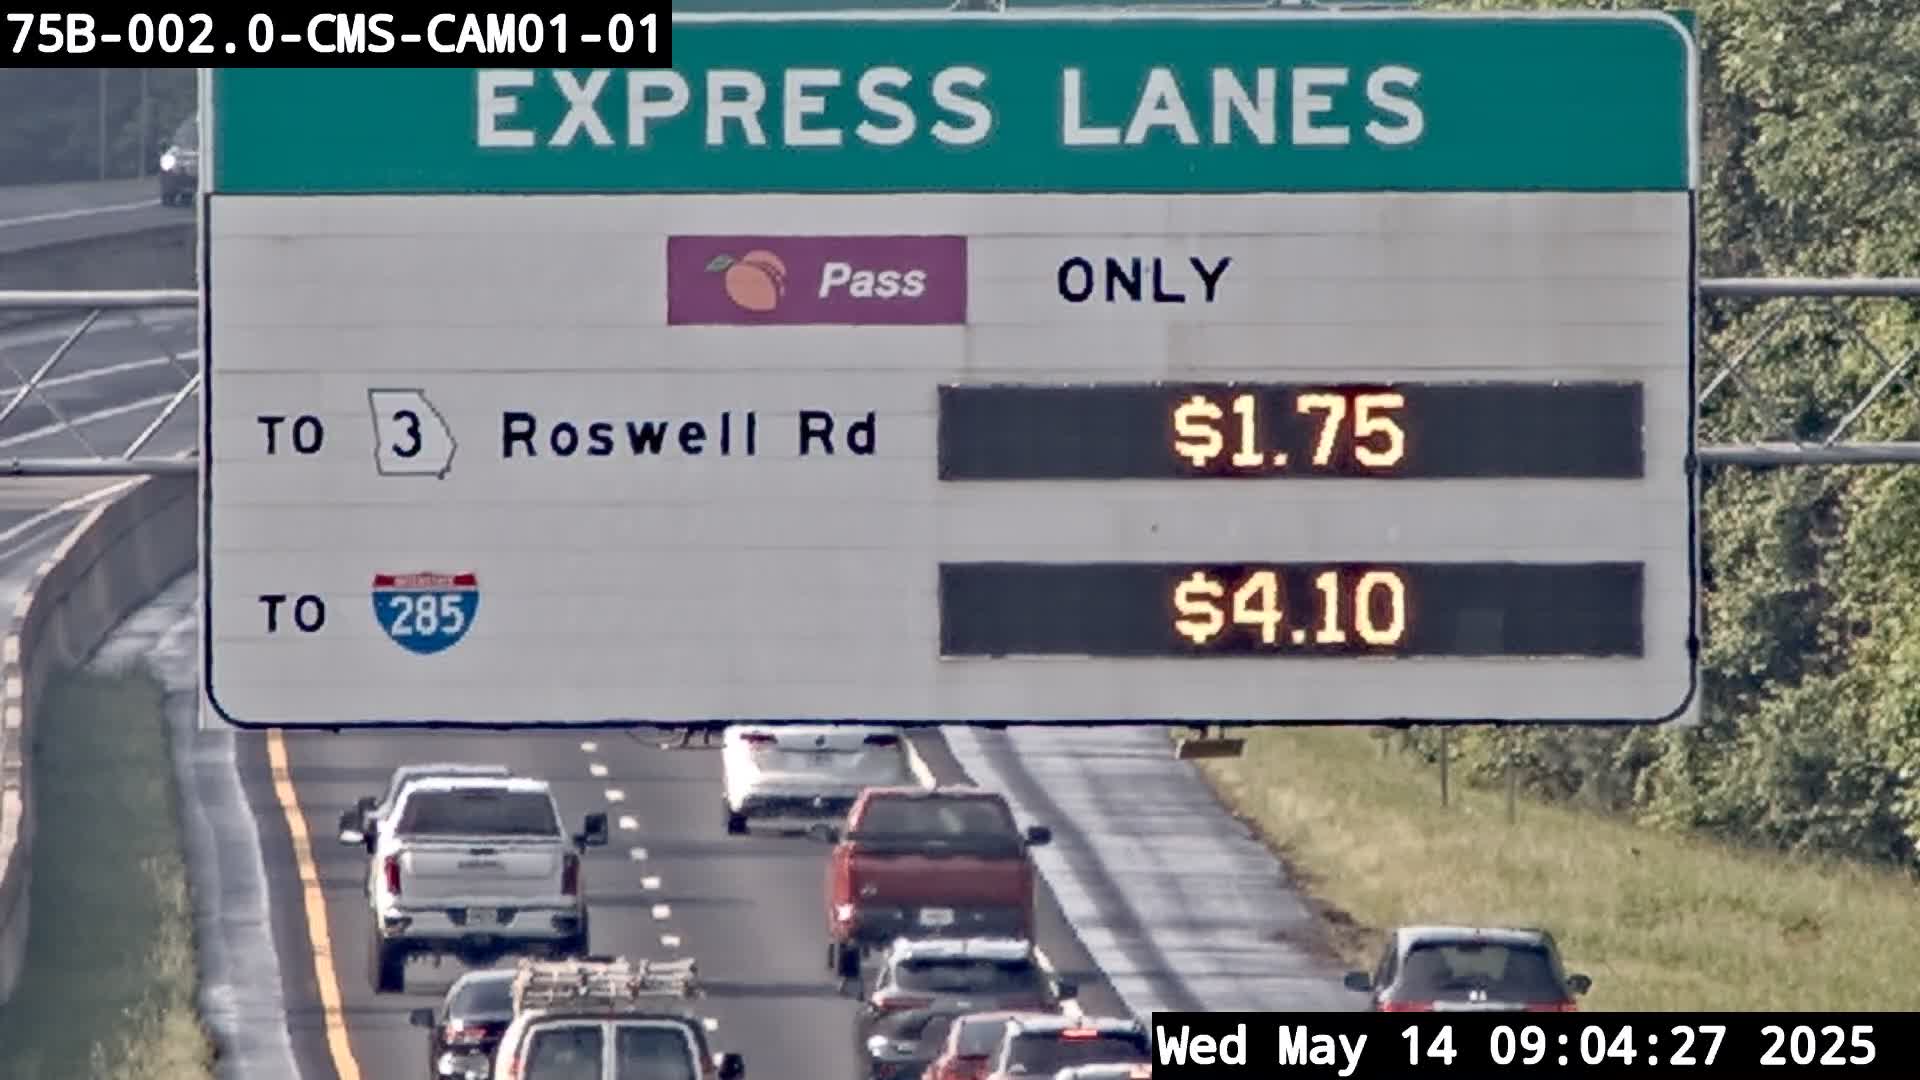 75B-002.0-CMS-CAM01-01
EXPRESS LANES
Pass ONLY
TO 3 Roswell Rd $1.75
INTERSTATE
TO 285 $4.10
Wed May 14 09:04:27 2025